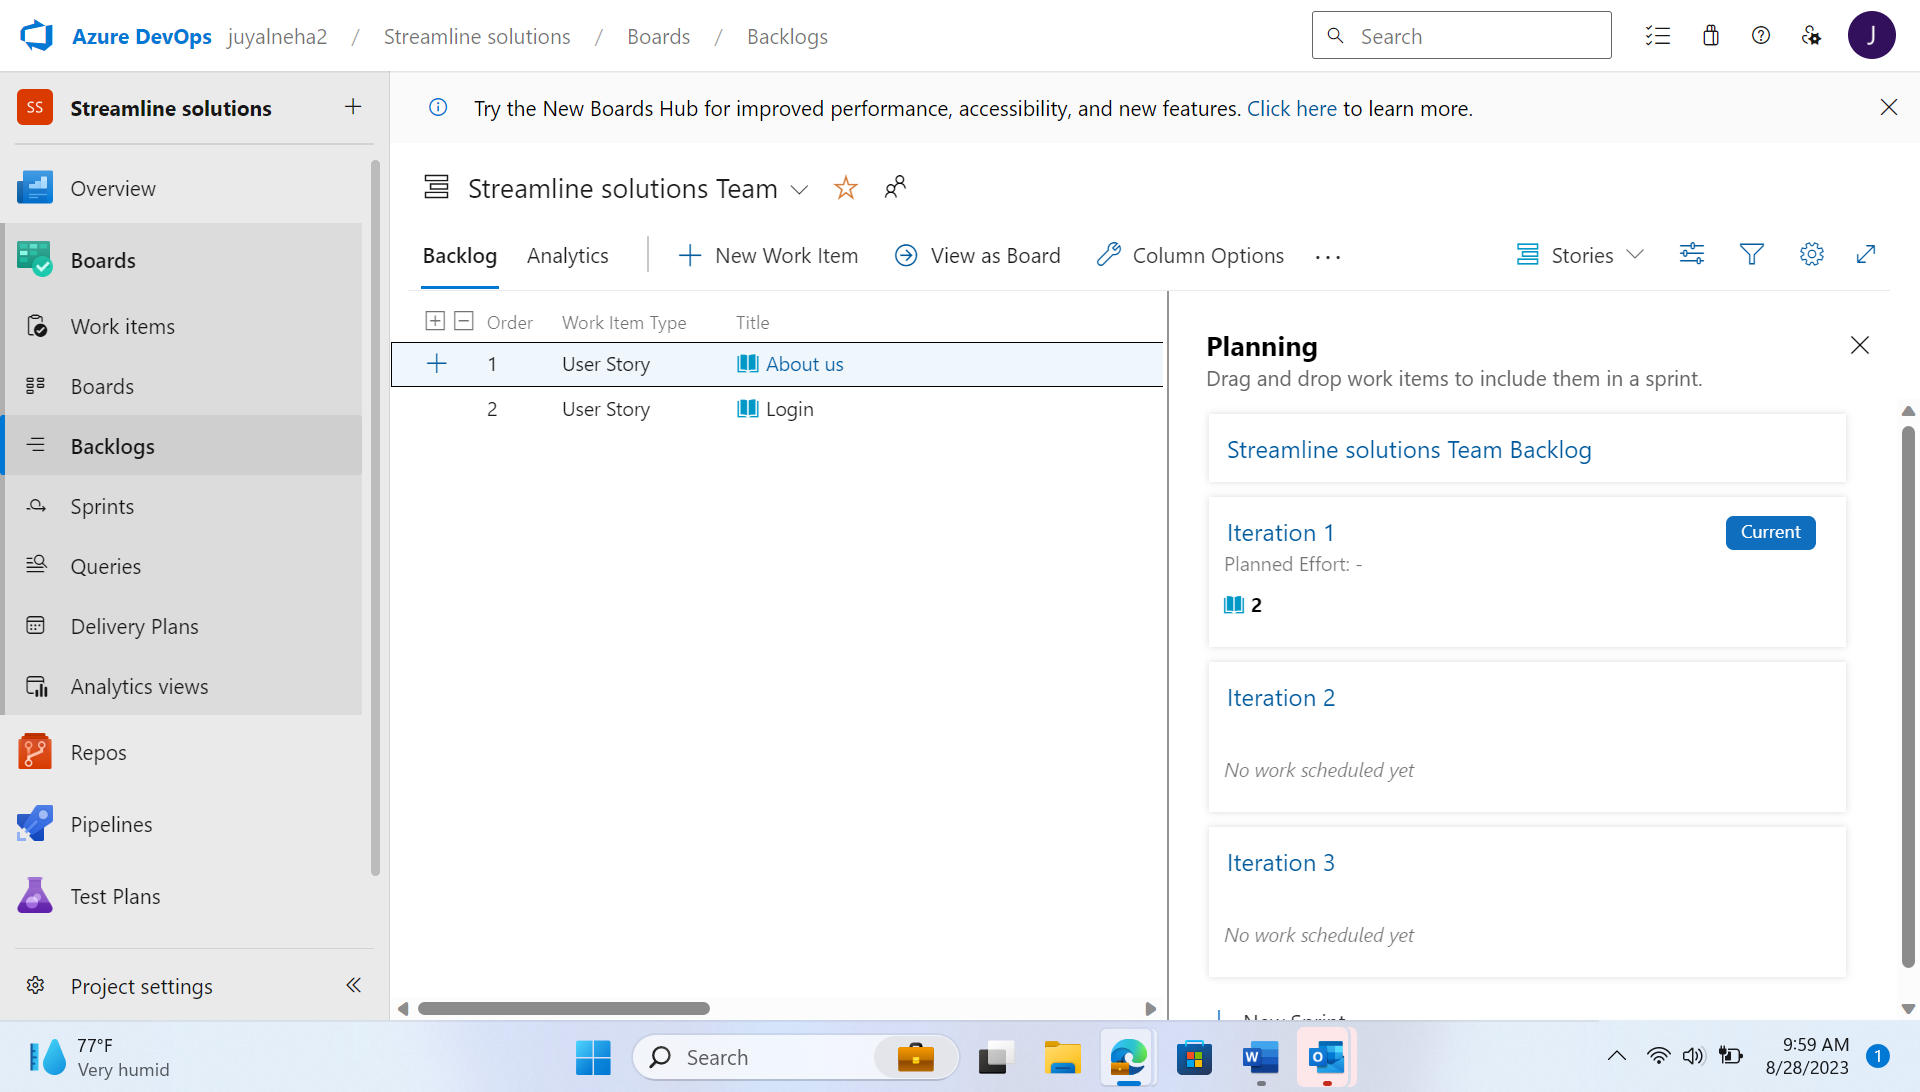 Azure DevOps juyalneha2 / Streamline solutions / Boards / Backlogs
Search
J
SS Streamline solutions
Try the New Boards Hub for improved performance, accessibility, and new features. Click here to learn more.
Overview
Boards
Work items
Boards
Backlogs
Sprints
Queries
Delivery Plans
Analytics views
Repos
Pipelines
Test Plans
Project settings
Streamline solutions Team
Backlog Analytics New Work Item View as Board Column Options
Stories
Order Work Item Type Title
1 User Story About us
2 User Story Login
Planning
Drag and drop work items to include them in a sprint.
Streamline solutions Team Backlog
Iteration 1 Current
Planned Effort: -
2
Iteration 2
No work scheduled yet
Iteration 3
No work scheduled yet
New Sprint
77°F
Very humid
Search
9:59 AM
8/28/2023
1